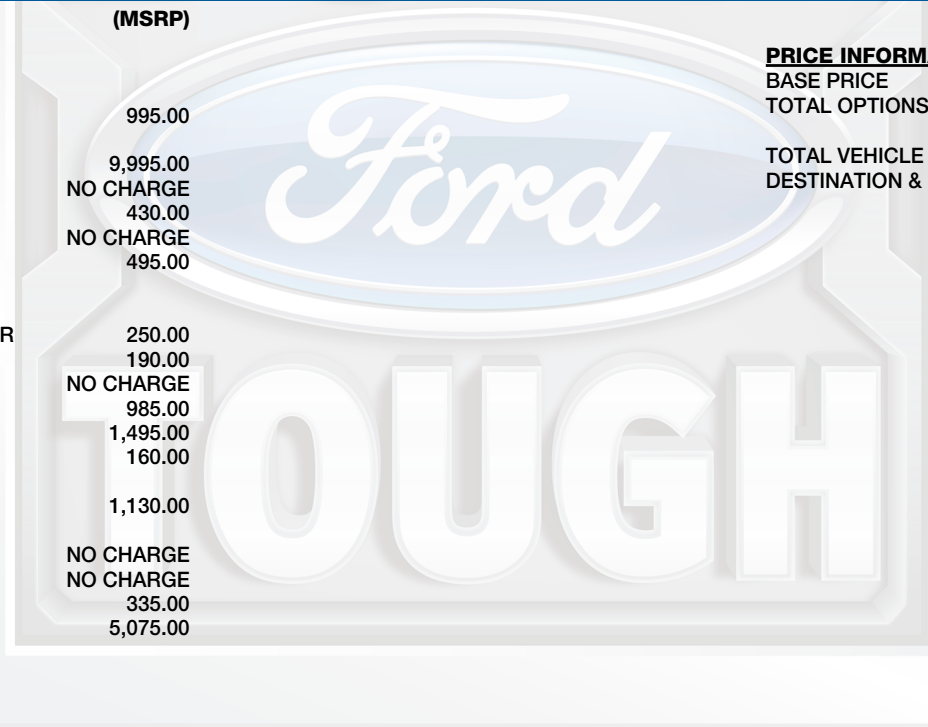 (MSRP)
995.00
9,995.00
NO CHARGE
430.00
NO CHARGE
495.00
R 250.00
190.00
NO CHARGE
985.00
1,495.00
160.00
1,130.00
NO CHARGE
NO CHARGE
335.00
5,075.00
PRICE INFORMA
BASE PRICE
TOTAL OPTIONS
TOTAL VEHICLE
DESTINATION &
Ford
TOUGH